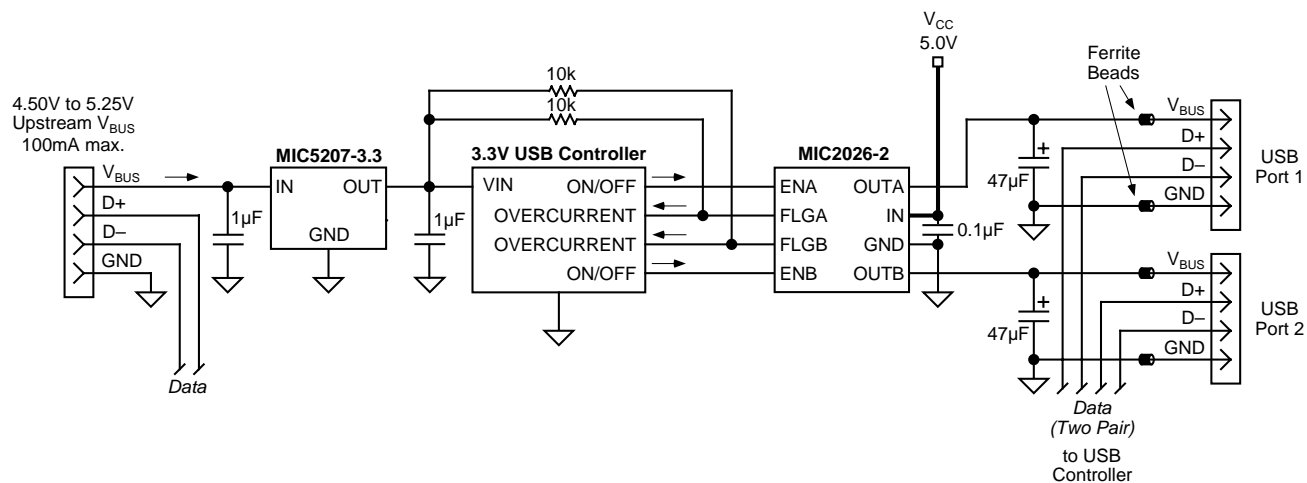 4.50V to 5.25V
Upstream VBUS
100mA max.
VBUS
D+
D–
GND
Data
1µF
MIC5207-3.3
IN
OUT
GND
1µF
10k
10k
3.3V USB Controller
VIN
ON/OFF
OVERCURRENT
OVERCURRENT
ON/OFF
MIC2026-2
ENA
OUTA
FLGA
IN
FLGB
GND
ENB
OUTB
VCC
5.0V
0.1µF
Ferrite
Beads
+
47µF
VBUS
D+
D–
GND
USB
Port 1
+
47µF
VBUS
D+
D–
GND
USB
Port 2
Data
(Two Pair)
to USB
Controller